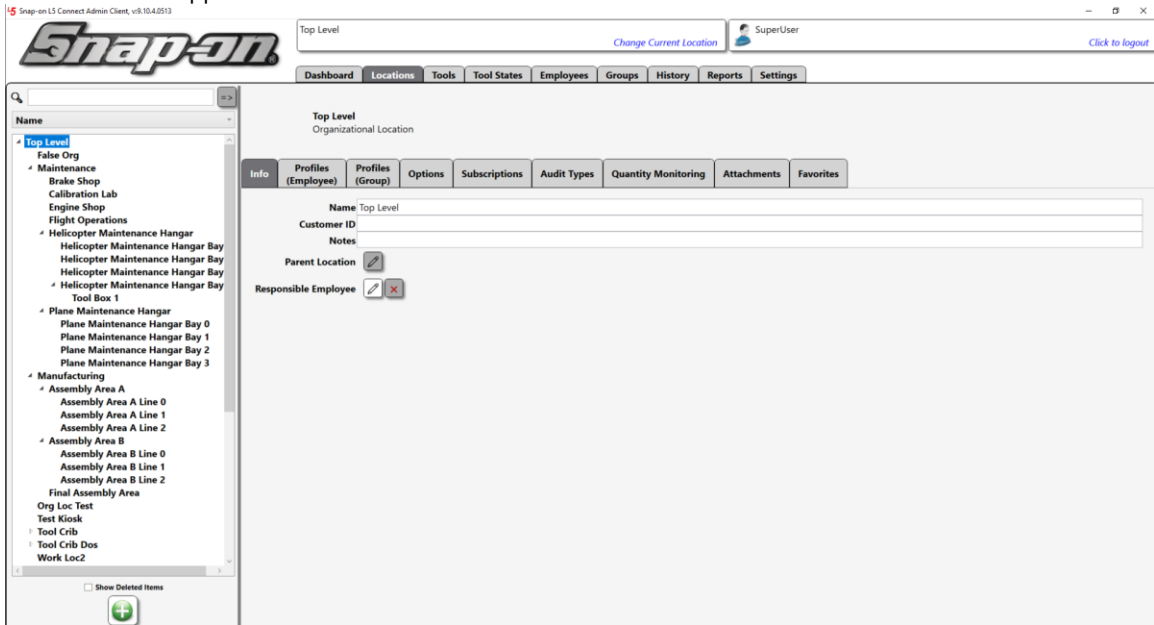 Snap-on L5 Connect Admin Client, v:9.10.4.0513
Snap-on
Top Level
Change Current Location
SuperUser
Click to logout
Dashboard Locations Tools Tool States Employees Groups History Reports Settings
=>
Name
Top Level
False Org
Maintenance
Brake Shop
Calibration Lab
Engine Shop
Flight Operations
Helicopter Maintenance Hangar
Helicopter Maintenance Hangar Bay
Helicopter Maintenance Hangar Bay
Helicopter Maintenance Hangar Bay
Helicopter Maintenance Hangar Bay
Tool Box 1
Plane Maintenance Hangar
Plane Maintenance Hangar Bay 0
Plane Maintenance Hangar Bay 1
Plane Maintenance Hangar Bay 2
Plane Maintenance Hangar Bay 3
Manufacturing
Assembly Area A
Assembly Area A Line 0
Assembly Area A Line 1
Assembly Area A Line 2
Assembly Area B
Assembly Area B Line 0
Assembly Area B Line 1
Assembly Area B Line 2
Final Assembly Area
Org Loc Test
Test Kiosk
Tool Crib
Tool Crib Dos
Work Loc2
Show Deleted Items
Top Level
Organizational Location
Info Profiles (Employee) Profiles (Group) Options Subscriptions Audit Types Quantity Monitoring Attachments Favorites
Name Top Level
Customer ID
Notes
Parent Location
Responsible Employee